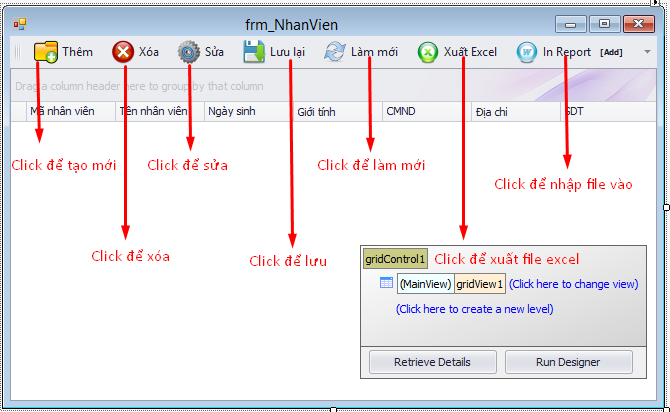 frm_NhanVien
Thêm Xóa Sửa Lưu lại Làm mới Xuất Excel In Report [Add]
Drag a column header here to group by that column
Mã nhân viên Tên nhân viên Ngày sinh Giới tính CMND Địa chỉ SDT
Click để tạo mới Click để sửa Click để làm mới
Click để nhập file vào
Click để xóa Click để lưu Click để xuất file excel
gridControl1
(MainView) gridView1 (Click here to change view)
(Click here to create a new level)
Retrieve Details Run Designer